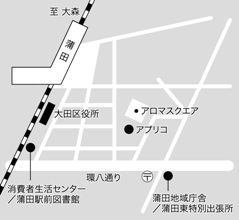 至 大森
蒲田
大田区役所
アロマスクエア
アプリコ
環八通り
〒
消費者生活センター
／蒲田駅前図書館
蒲田地域庁舎
／蒲田東特別出張所